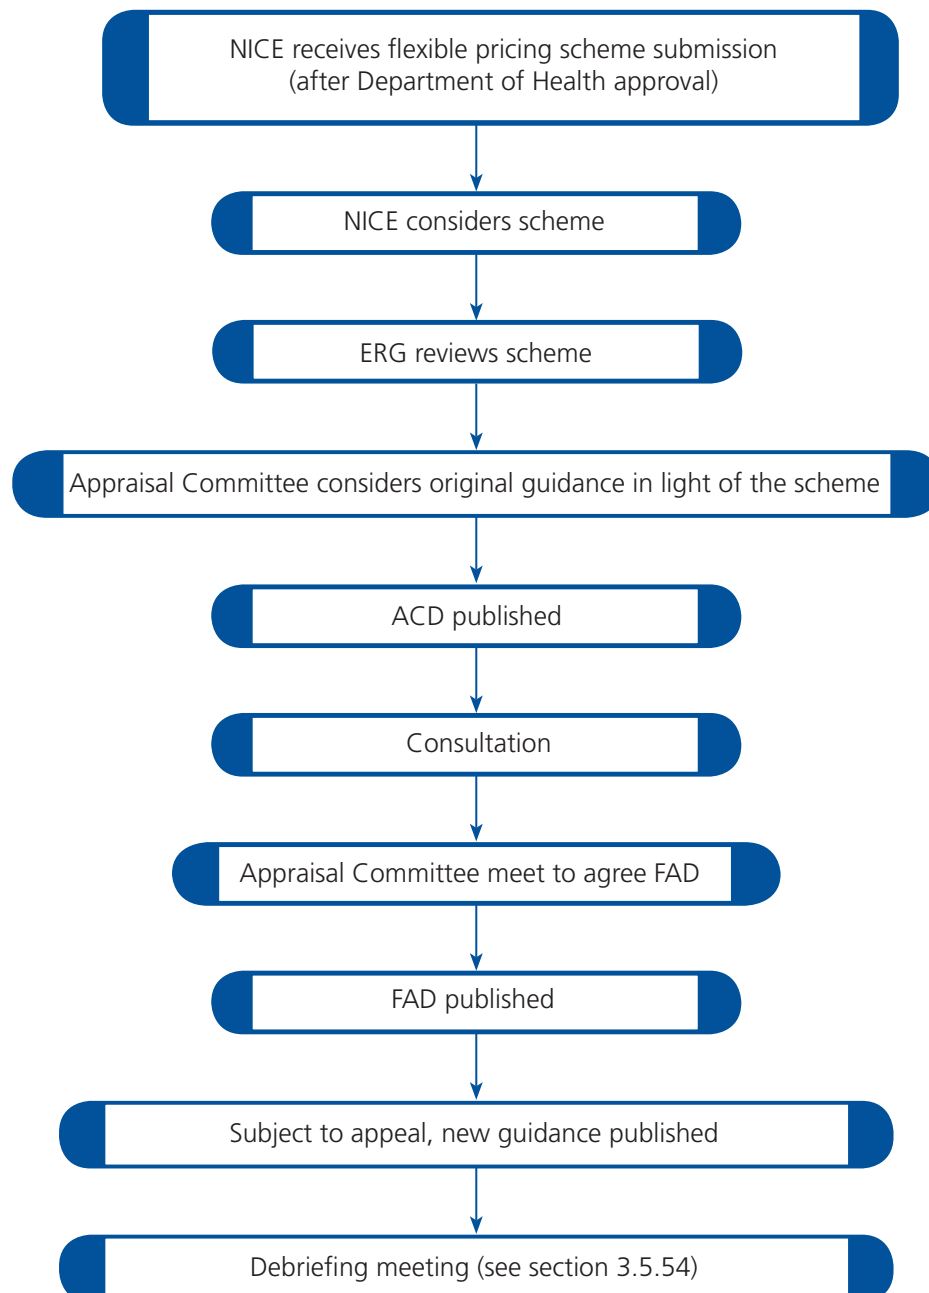 NICE receives flexible pricing scheme submission
(after Department of Health approval)
NICE considers scheme
ERG reviews scheme
Appraisal Committee considers original guidance in light of the scheme
ACD published
Consultation
Appraisal Committee meet to agree FAD
FAD published
Subject to appeal, new guidance published
Debriefing meeting (see section 3.5.54)